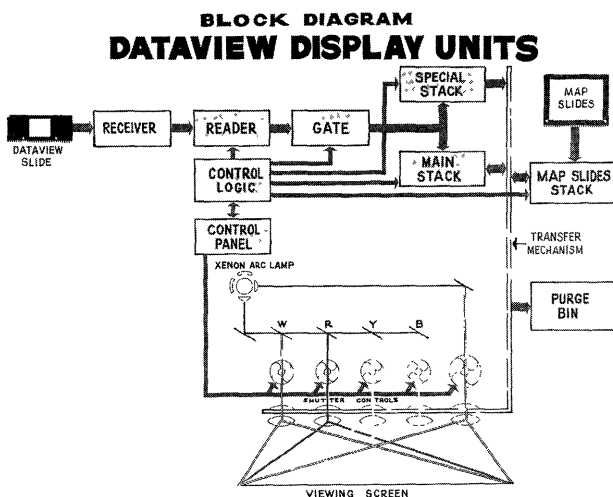 BLOCK DIAGRAM
DATAVIEW DISPLAY UNITS
SPECIAL
STACK
MAP
SLIDES
RECEIVER
READER
GATE
DATAVIEW
SLIDE
MAIN
STACK
CONTROL
LOGIC
MAP SLIDES
STACK
CONTROL
PANEL
TRANSFER
MECHANISM
XENON ARC LAMP
PURGE
BIN
W
R
Y
B
SHUTTER CONTROLS
VIEWING SCREEN